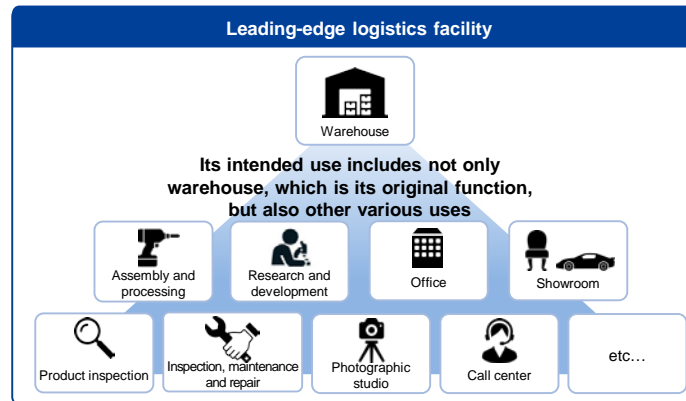 Leading-edge logistics facility
Warehouse
Its intended use includes not only
warehouse, which is its original function,
but also other various uses
Assembly and
processing
Research and
development
Office
Showroom
Product inspection
Inspection, maintenance
and repair
Photographic
studio
Call center
etc…